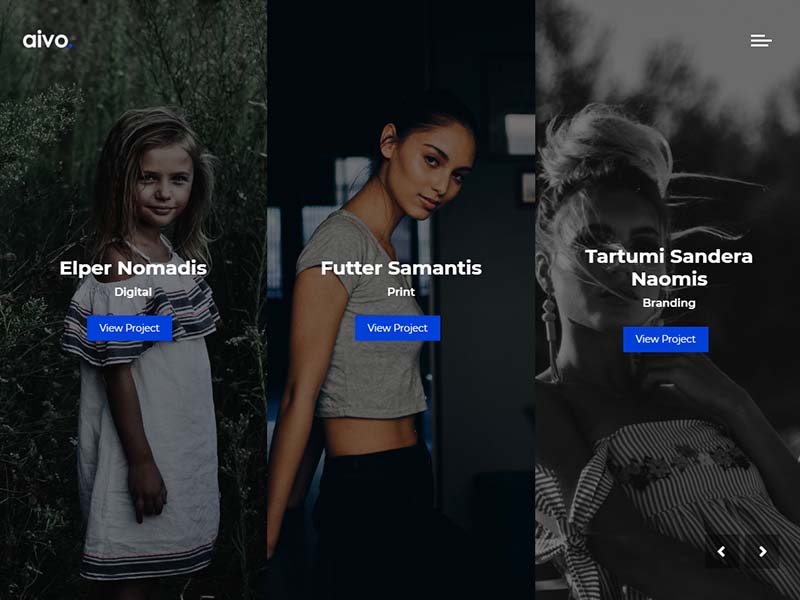 aivo.
Elper Nomadis
Digital
View Project
Futter Samantis
Print
View Project
Tartumi Sandera
Naomis
Branding
View Project